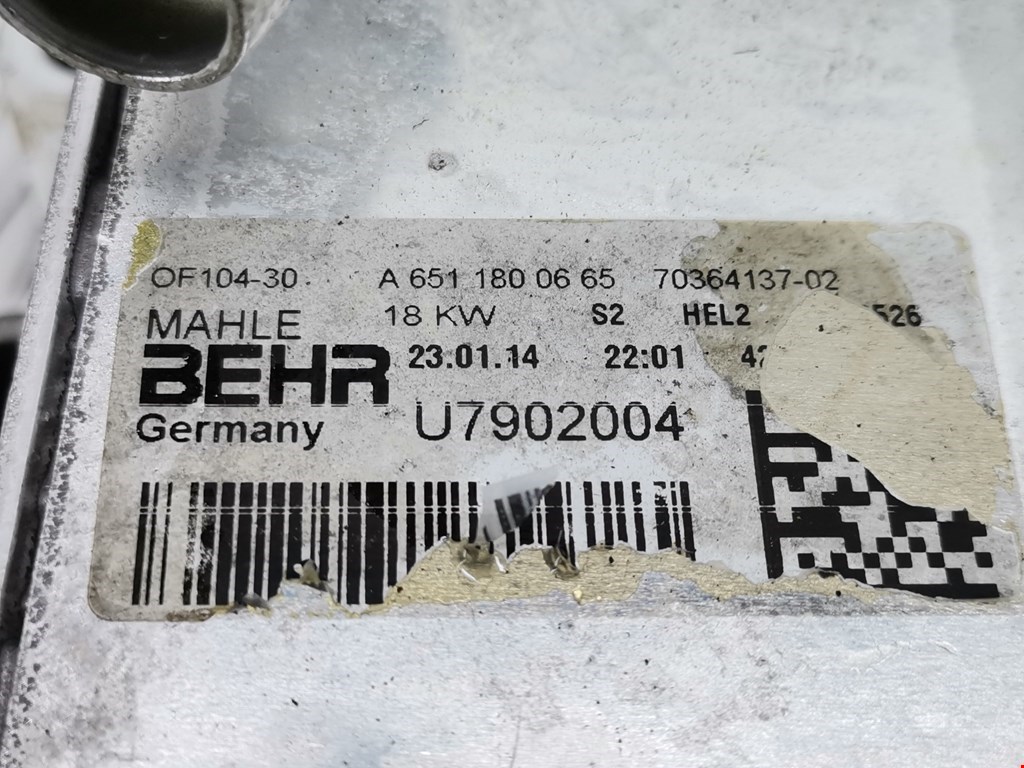 OF104-30 A 651 180 06 65 70364137-02
MAHLE 18 KW S2 HEL2
BEHR 23.01.14 22:01
Germany U7902004